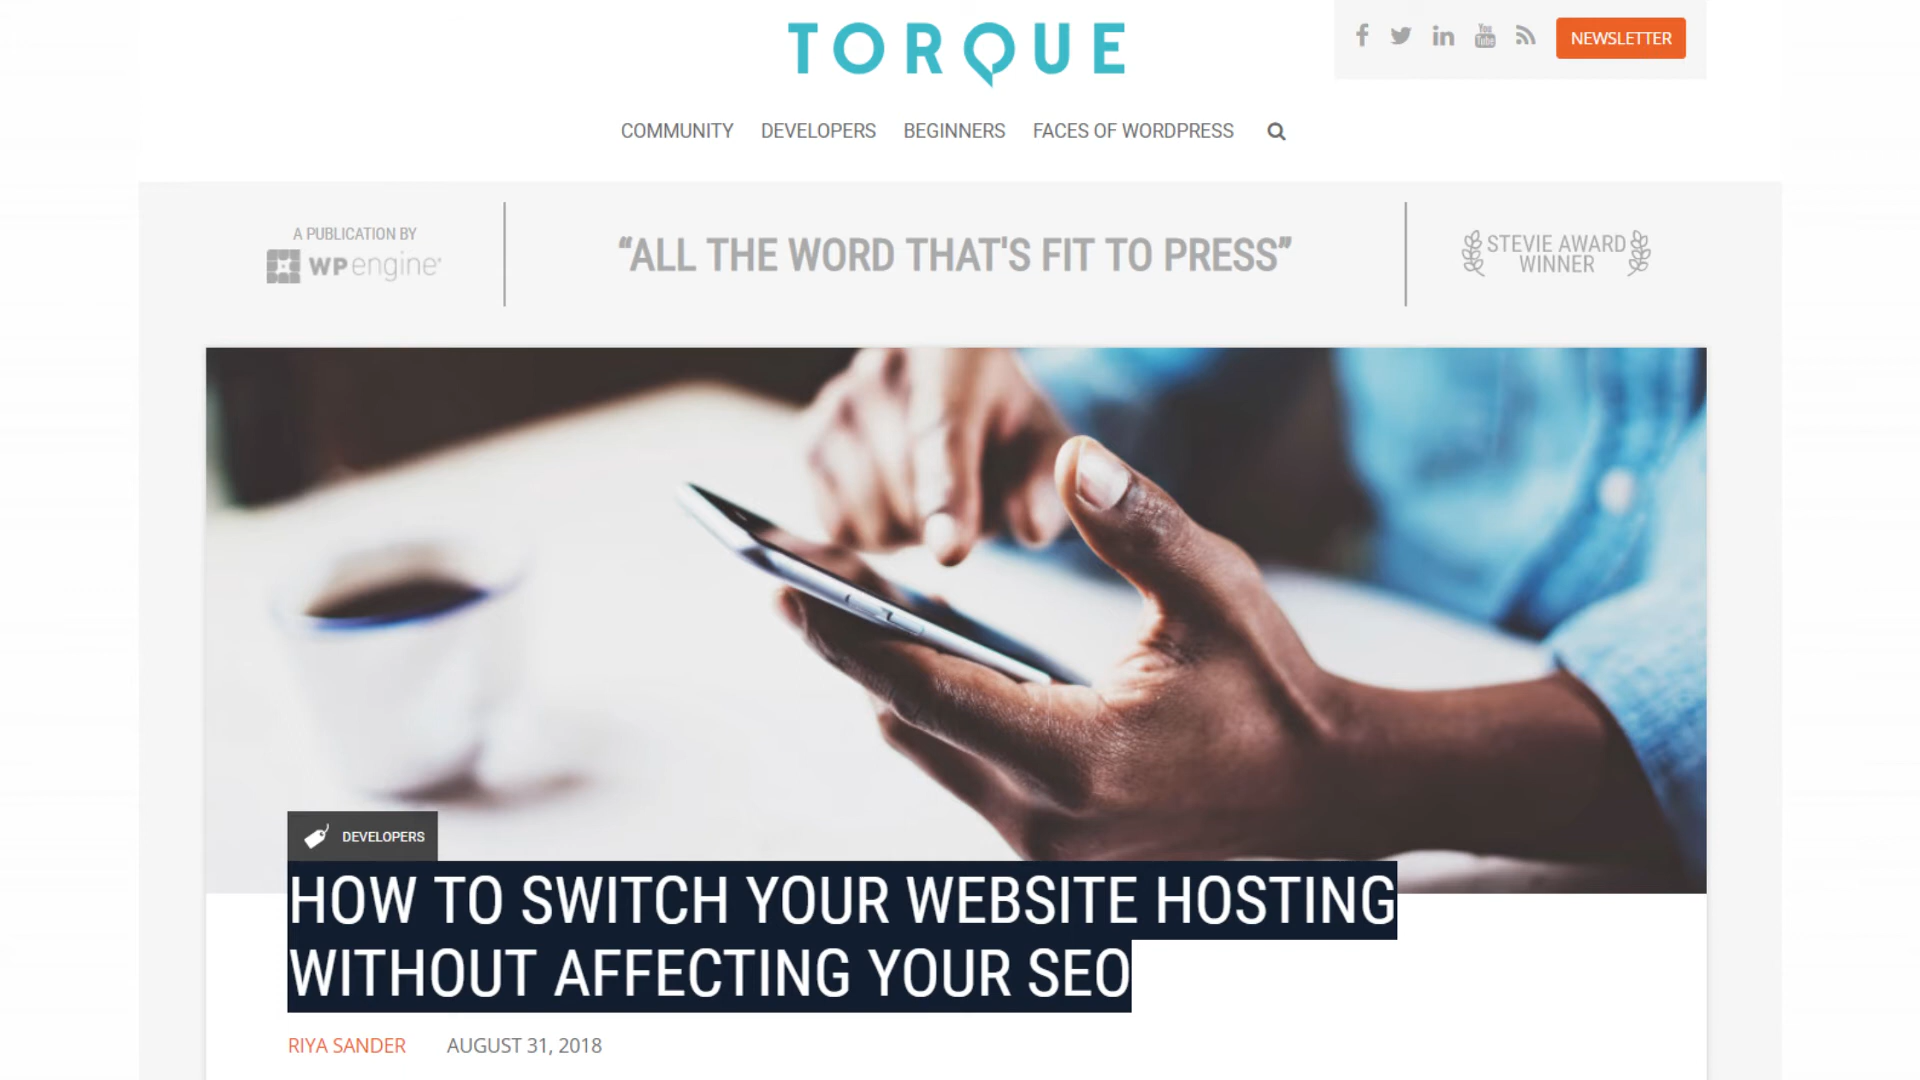 TORQUE
You Tube
NEWSLETTER
COMMUNITY DEVELOPERS BEGINNERS FACES OF WORDPRESS
A PUBLICATION BY
WP engine
“ALL THE WORD THAT'S FIT TO PRESS”
STEVIE AWARD
WINNER
DEVELOPERS
HOW TO SWITCH YOUR WEBSITE HOSTING
WITHOUT AFFECTING YOUR SEO
RIYA SANDER AUGUST 31, 2018